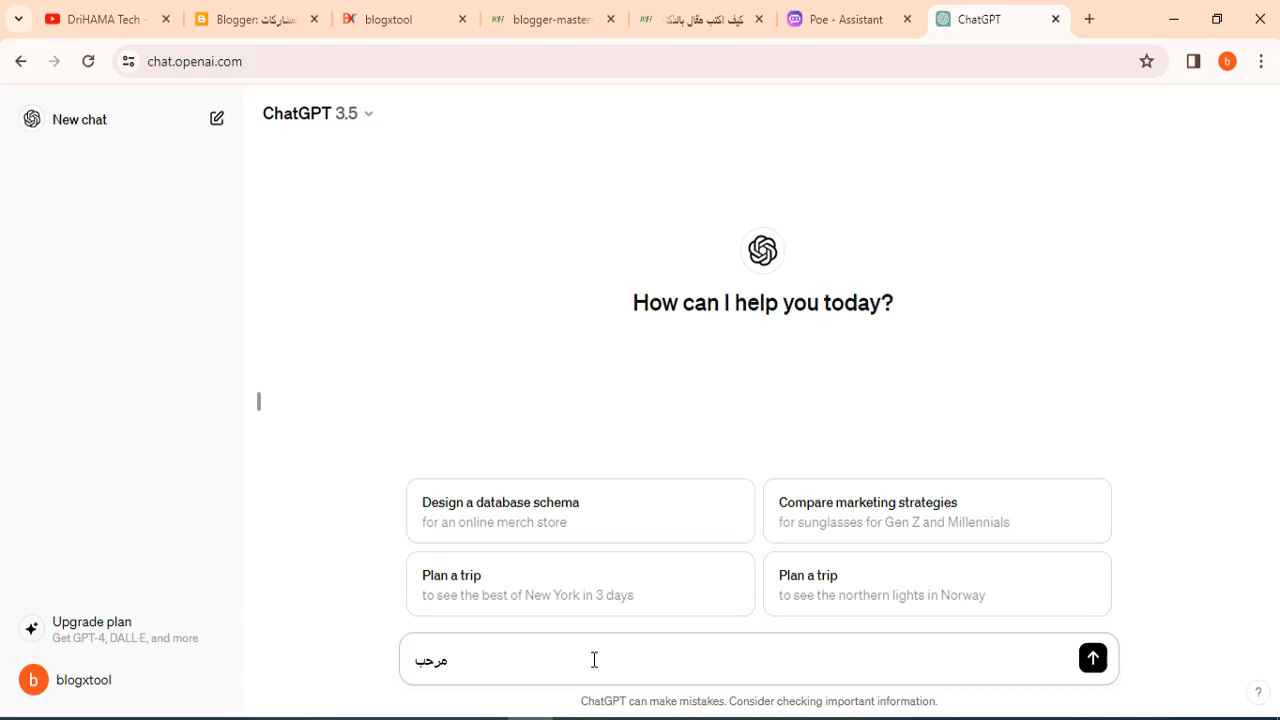 DriHAMA Tech -
Blogger: مشاركات
blogxtool
blogger-master-
كيف اكتب مقال بالذكا
Poe - Assistant
ChatGPT
chat.openai.com
b
New chat
ChatGPT 3.5
How can I help you today?
Design a database schema
for an online merch store
Compare marketing strategies
for sunglasses for Gen Z and Millennials
Plan a trip
to see the best of New York in 3 days
Plan a trip
to see the northern lights in Norway
Upgrade plan
Get GPT-4, DALL·E, and more
مرحب
b
blogxtool
ChatGPT can make mistakes. Consider checking important information.
?